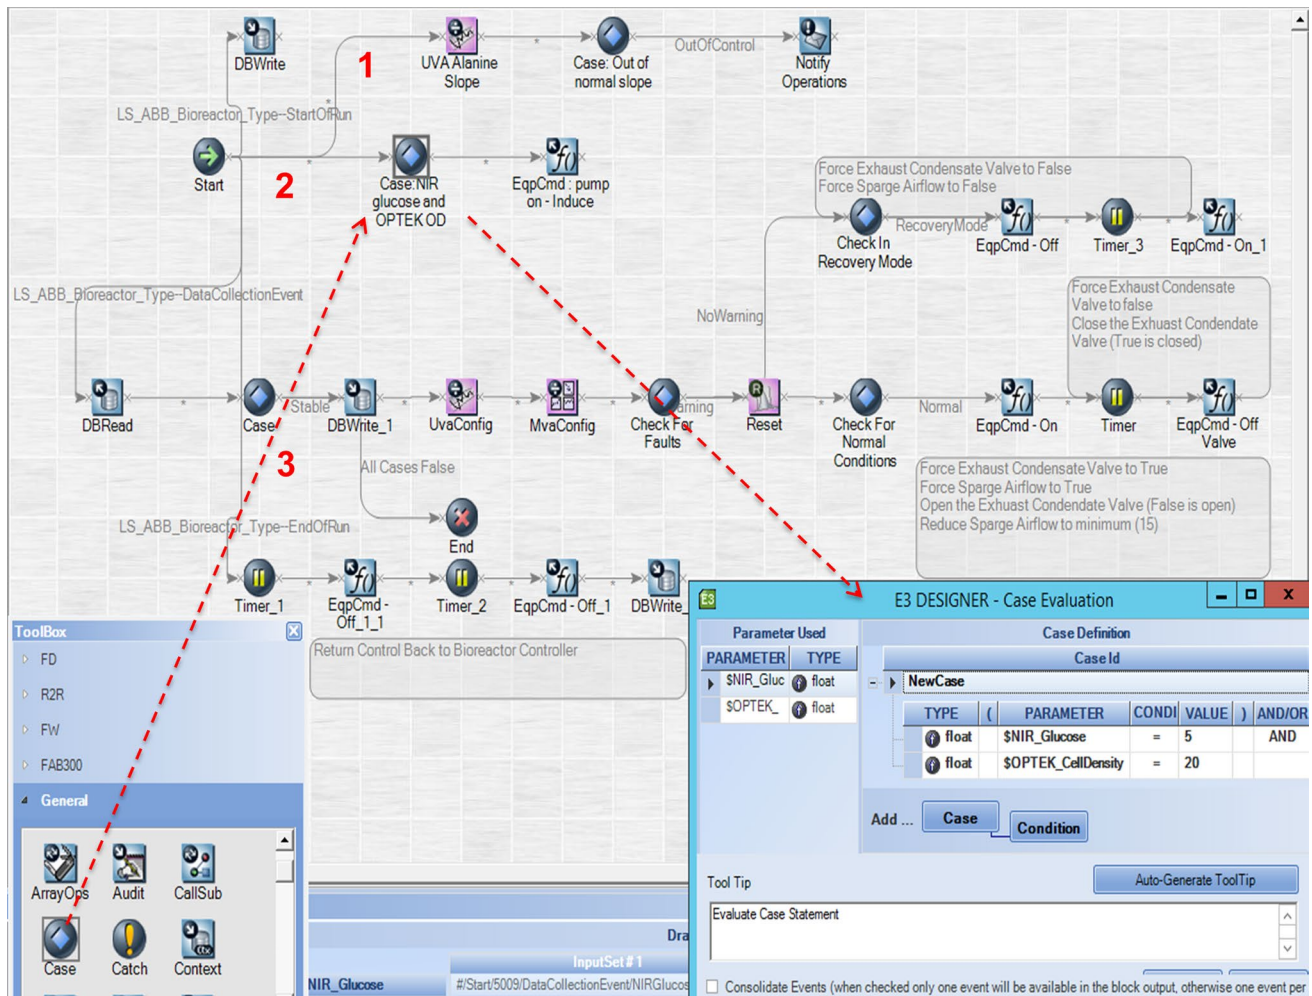 1
DBWrite
UVA Alanine
Slope
Case: Out of
normal slope
OutOfControl
Notify
Operations
LS_ABB_Bioreactor_Type--StartOfRun
Start
2
Case:NIR
glucose and
OPTEK OD
EqpCmd : pump
on - Induce
Force Exhaust Condensate Valve to False
Force Sparge Airflow to False
Check In
Recovery Mode
RecoveryMode
EqpCmd - Off
Timer_3
EqpCmd - On_1
LS_ABB_Bioreactor_Type--DataCollectionEvent
NoWarning
Force Exhaust Condensate
Valve to false
Close the Exhuast Condendate
Valve (True is closed)
DBRead
Case
Stable
DBWrite_1
UvaConfig
MvaConfig
Check For
Faults
Reset
Check For
Normal
Conditions
Normal
EqpCmd - On
Timer
EqpCmd - Off
Valve
3
All Cases False
End
Force Exhaust Condensate Valve to True
Force Sparge Airflow to True
Open the Exhuast Condendate Valve (False is open)
Reduce Sparge Airflow to minimum (15)
LS_ABB_Bioreactor_Type--EndOfRun
Timer_1
EqpCmd -
Off_1_1
Timer_2
EqpCmd - Off_1
DBWrite_
Return Control Back to Bioreactor Controller
ToolBox
FD
R2R
FW
FAB300
General
ArrayOps
Audit
CallSub
Case
Catch
Context
Dra
InputSet # 1
NIR_Glucose
#/Start/5009/DataCollectionEvent/NIRGlucos
E3
E3 DESIGNER - Case Evaluation
Parameter Used
PARAMETER TYPE
$NIR_Gluc float
$OPTEK_ float
Case Definition
Case Id
NewCase
TYPE ( PARAMETER CONDI VALUE ) AND/OR
float $NIR_Glucose = 5 AND
float $OPTEK_CellDensity = 20
Add ... Case Condition
Tool Tip
Auto-Generate ToolTip
Evaluate Case Statement
Consolidate Events (when checked only one event will be available in the block output, otherwise one event per